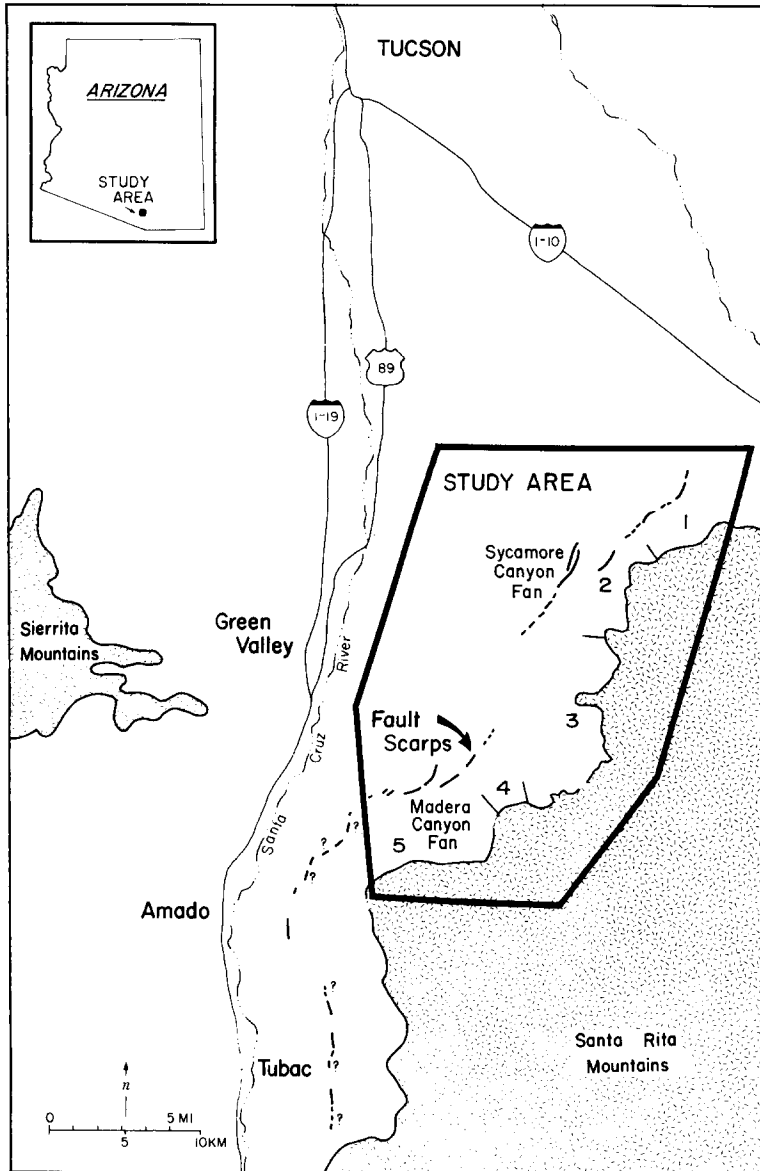 TUCSON
ARIZONA
STUDY
AREA
I-10
89
I-19
STUDY AREA
1
Sycamore
Canyon
Fan
2
Green
Valley
Sierrita
Mountains
River
Cruz
Santa
3
Fault
Scarps
4
Madera
Canyon
Fan
5
?
?
?
Amado
?
Tubac
?
?
Santa Rita
Mountains
n
0 5 MI
5 10KM